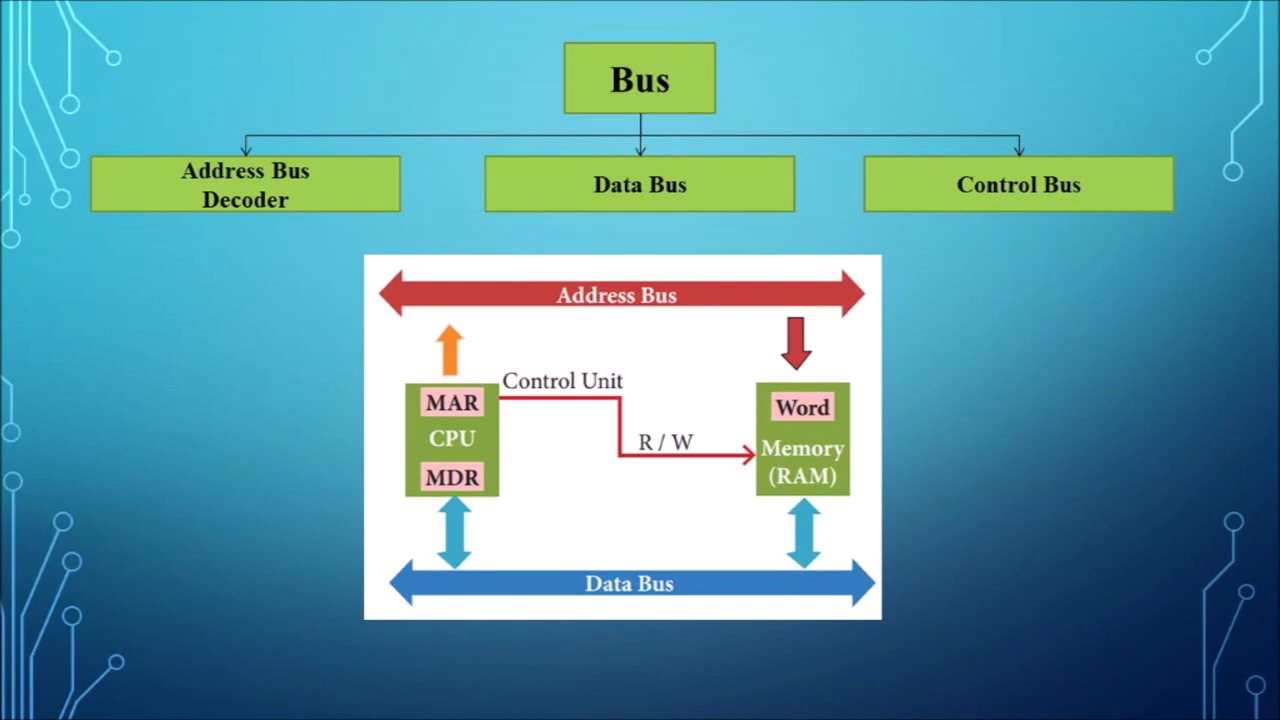 Bus
Address Bus
Decoder
Data Bus
Control Bus
Address Bus
Control Unit
MAR
CPU
MDR
R / W
Word
Memory
(RAM)
Data Bus